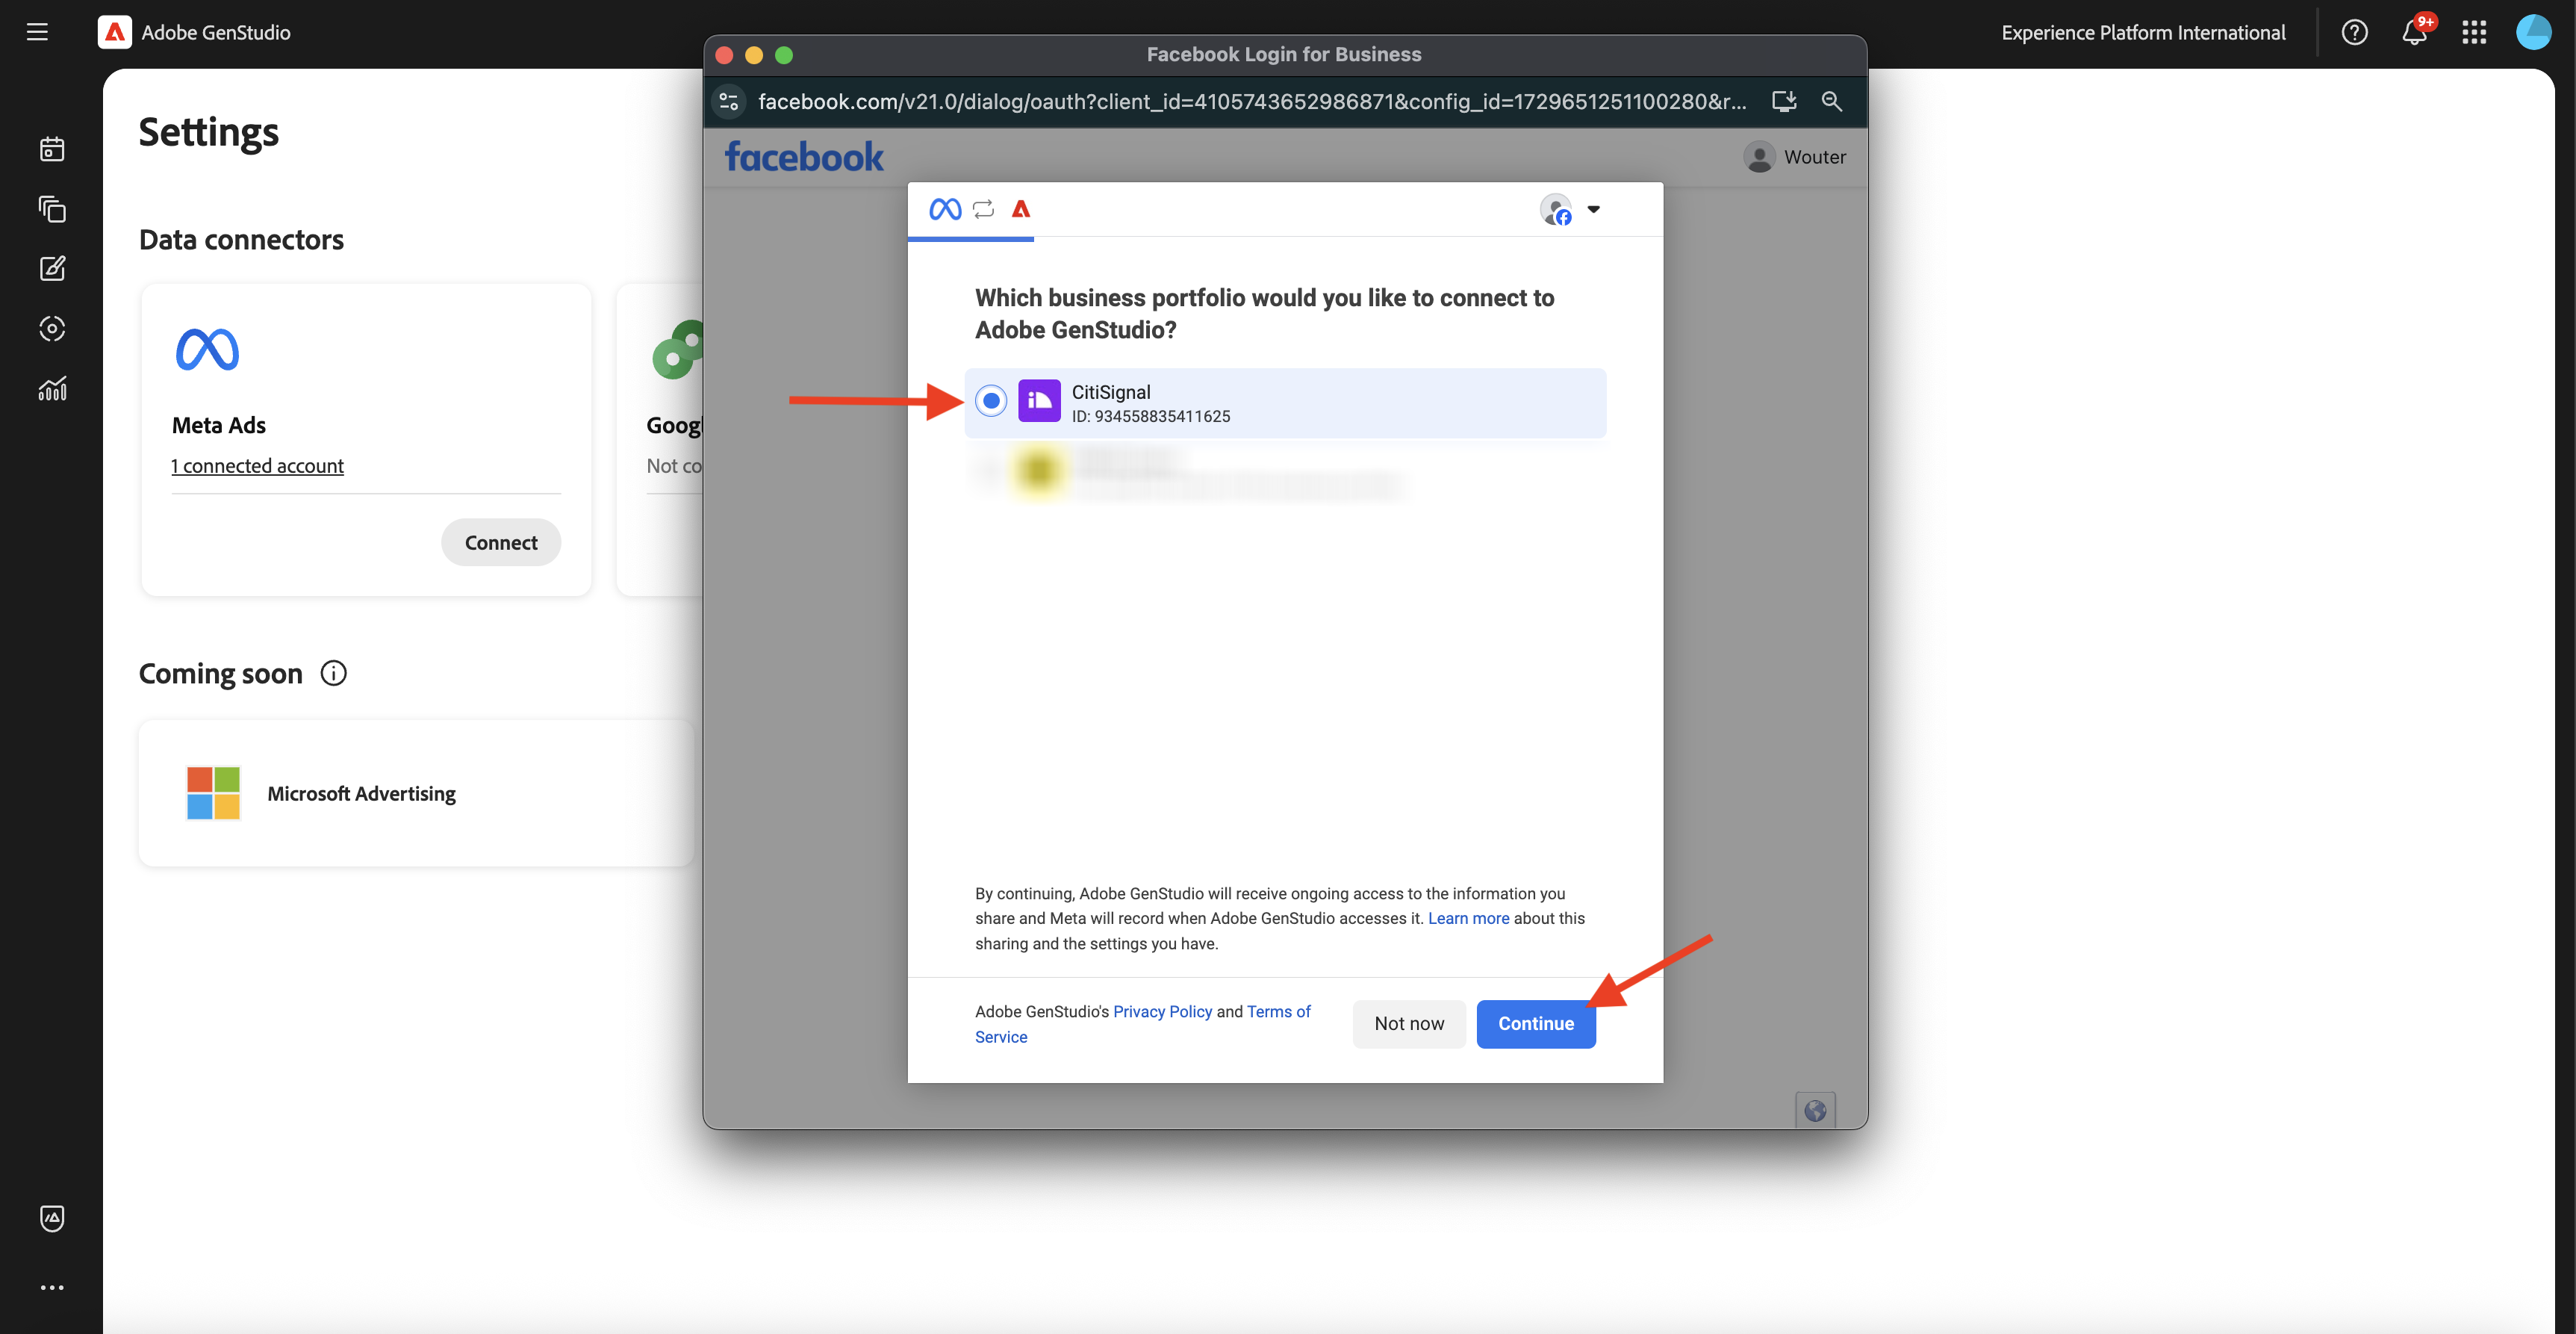 Adobe GenStudio
Experience Platform International
9+
Settings
Data connectors
Meta Ads
1 connected account
Connect
Googl
Not co
Coming soon
Microsoft Advertising
Facebook Login for Business
facebook.com/v21.0/dialog/oauth?client_id=4105743652986871&config_id=1729651251100280&r...
facebook
Wouter
Which business portfolio would you like to connect to
Adobe GenStudio?
CitiSignal
ID: 934558835411625
By continuing, Adobe GenStudio will receive ongoing access to the information you
share and Meta will record when Adobe GenStudio accesses it. Learn more about this
sharing and the settings you have.
Adobe GenStudio's Privacy Policy and Terms of
Service
Not now
Continue